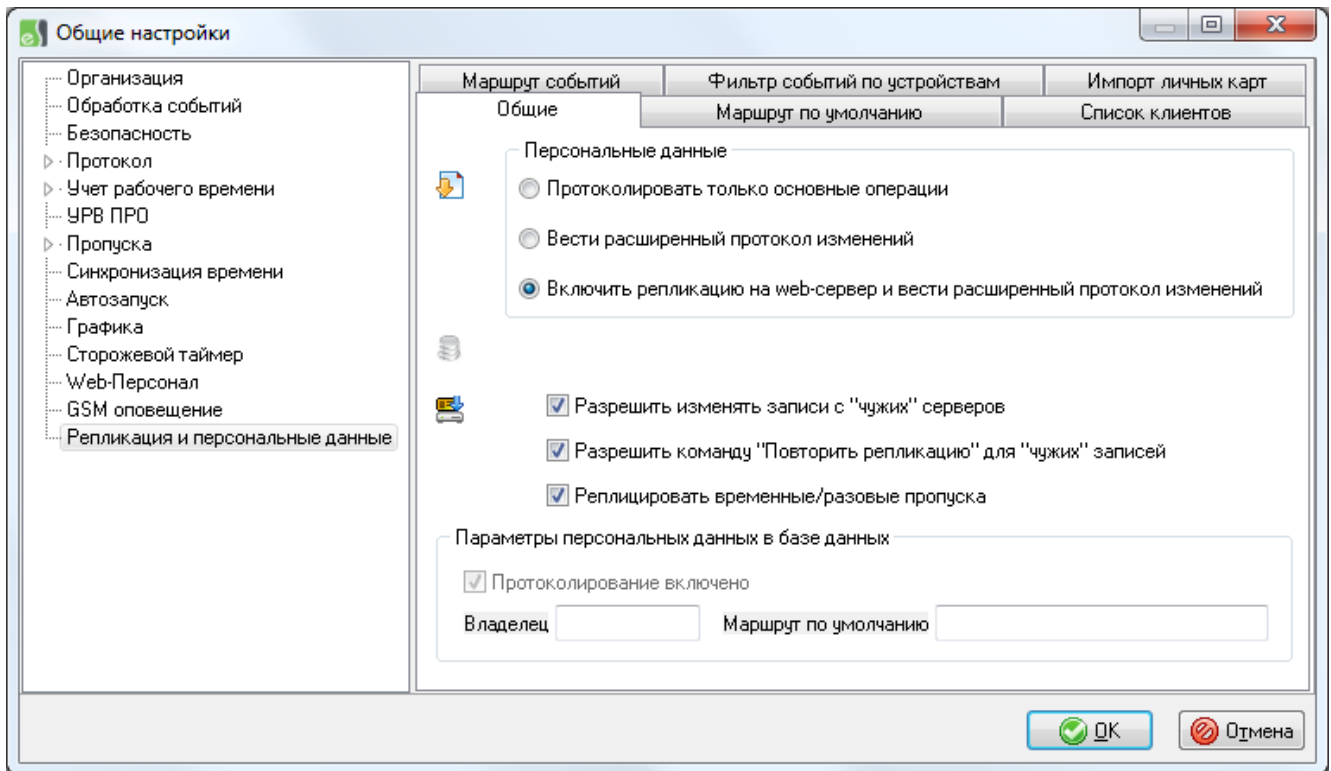 Общие настройки
Организация
Обработка событий
Безопасность
Протокол
Учет рабочего времени
УРВ ПРО
Пропуска
Синхронизация времени
Автозапуск
Графика
Сторожевой таймер
Web-Персонал
GSM оповещение
Репликация и персональные данные
Маршрут событий Фильтр событий по устройствам Импорт личных карт
Общие Маршрут по умолчанию Список клиентов
Персональные данные
Протоколировать только основные операции
Вести расширенный протокол изменений
Включить репликацию на web-сервер и вести расширенный протокол изменений
Разрешить изменять записи с "чужих" серверов
Разрешить команду "Повторить репликацию" для "чужих" записей
Реплицировать временные/разовые пропуска
Параметры персональных данных в базе данных
Протоколирование включено
Владелец Маршрут по умолчанию
OK Отмена